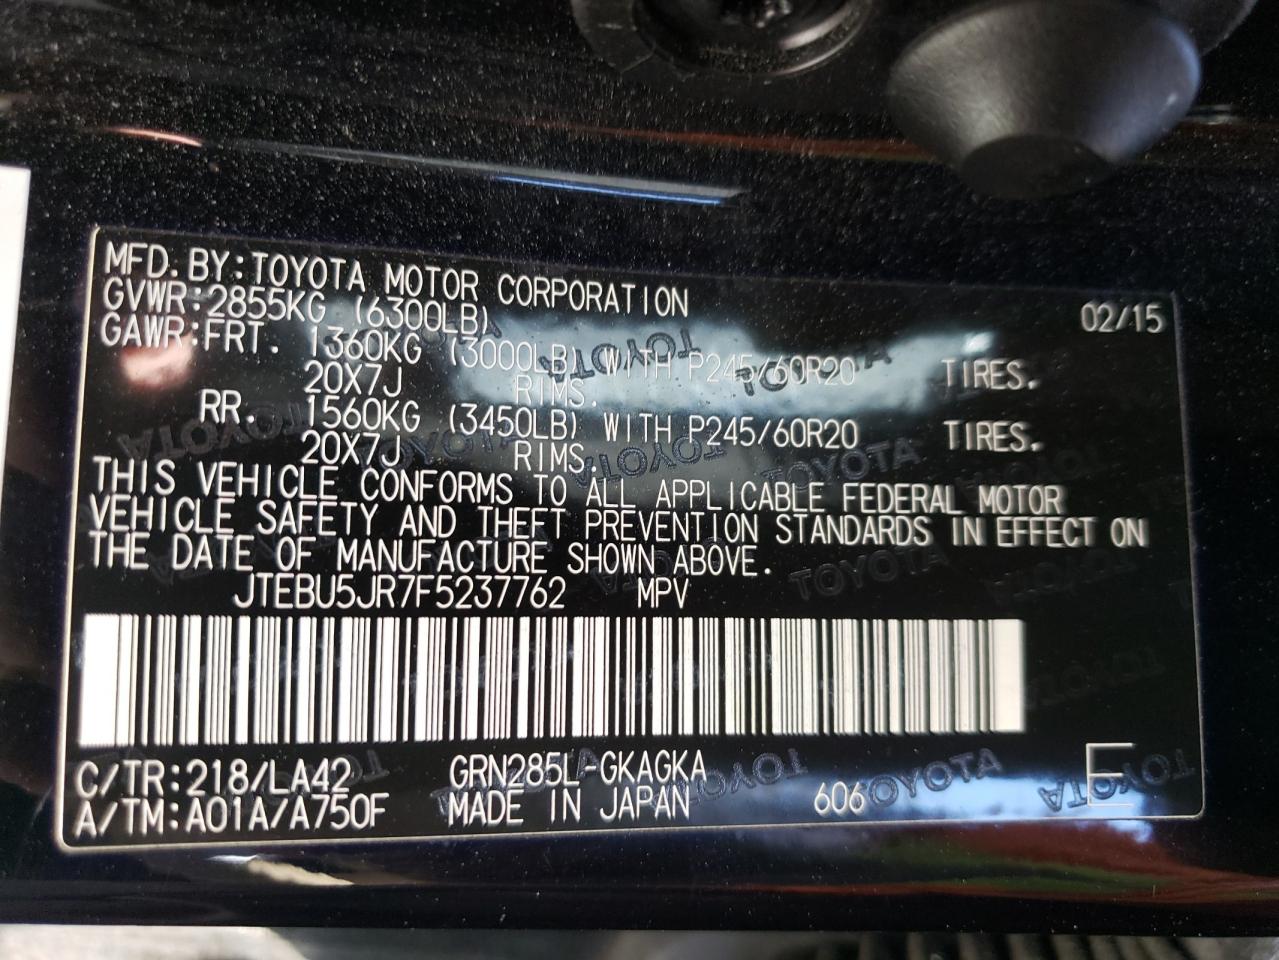 MFD. BY:TOYOTA MOTOR CORPORATION 02/15
GVWR:2855KG (6300LB)
GAWR:FRT. 1360KG (3000LB) WITH P245/60R20 TIRES.
20X7J RIMS.
RR. 1560KG (3450LB) WITH P245/60R20 TIRES.
20X7J RIMS.
THIS VEHICLE CONFORMS TO ALL APPLICABLE FEDERAL MOTOR
VEHICLE SAFETY AND THEFT PREVENTION STANDARDS IN EFFECT ON
THE DATE OF MANUFACTURE SHOWN ABOVE.
JTEBU5JR7F5237762 MPV
C/TR:218/LA42 GRN285L-GKAGKA
A/TM:A01A/A750F MADE IN JAPAN 606 E